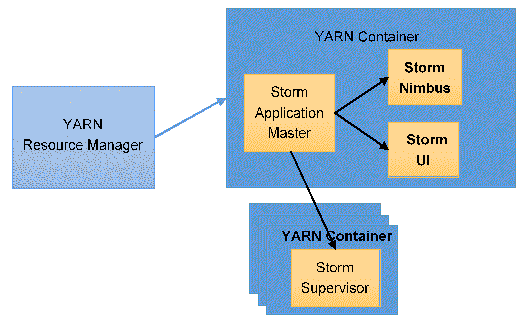 YARN Container
Storm
Nimbus
Storm
Application
Master
YARN
Resource Manager
Storm
UI
YARN Container
Storm
Supervisor